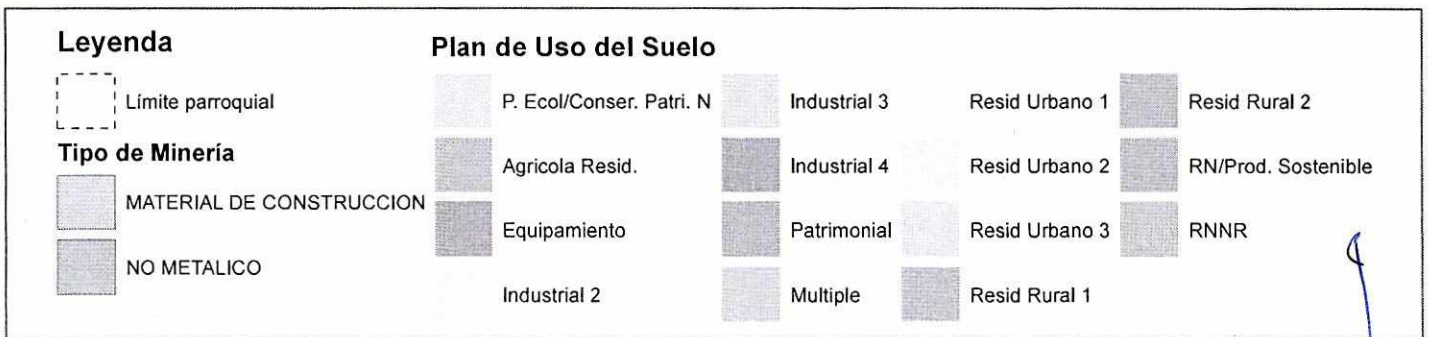 Leyenda
Límite parroquial
Tipo de Minería
MATERIAL DE CONSTRUCCION
NO METALICO
Plan de Uso del Suelo
P. Ecol/Conser. Patri. N
Agricola Resid.
Equipamiento
Industrial 2
Industrial 3
Industrial 4
Patrimonial
Multiple
Resid Urbano 1
Resid Urbano 2
Resid Urbano 3
Resid Rural 1
Resid Rural 2
RN/Prod. Sostenible
RNNR